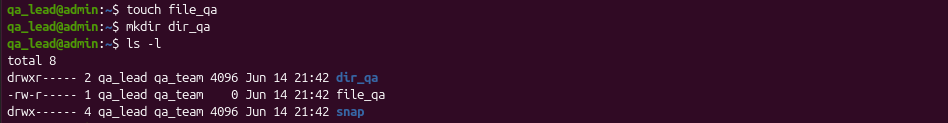 qa_lead@admin:~$ touch file_qa
qa_lead@admin:~$ mkdir dir_qa
qa_lead@admin:~$ ls -l
total 8
drwxr----- 2 qa_lead qa_team 4096 Jun 14 21:42 dir_qa
-rw-r----- 1 qa_lead qa_team    0 Jun 14 21:42 file_qa
drwx------ 4 qa_lead qa_team 4096 Jun 14 21:42 snap